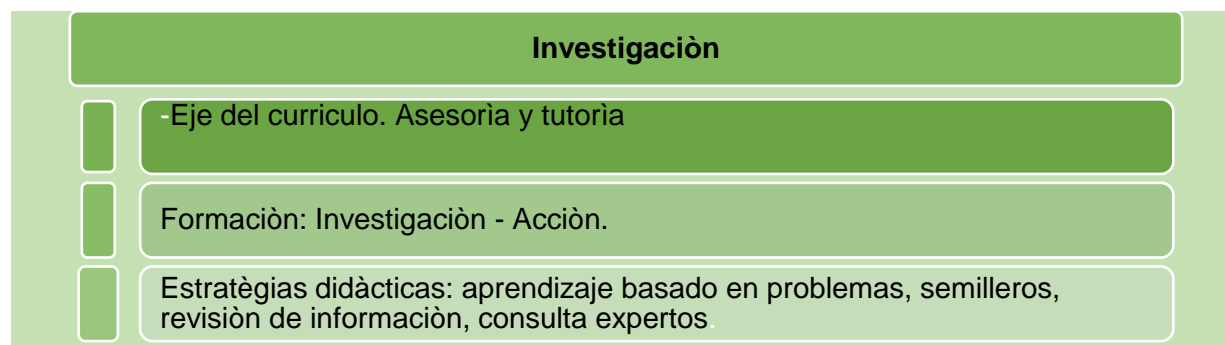 Investigaciòn
-Eje del curriculo. Asesorìa y tutorìa
Formaciòn: Investigaciòn - Acciòn.
Estratègias didàcticas: aprendizaje basado en problemas, semilleros,
revisiòn de informaciòn, consulta expertos.